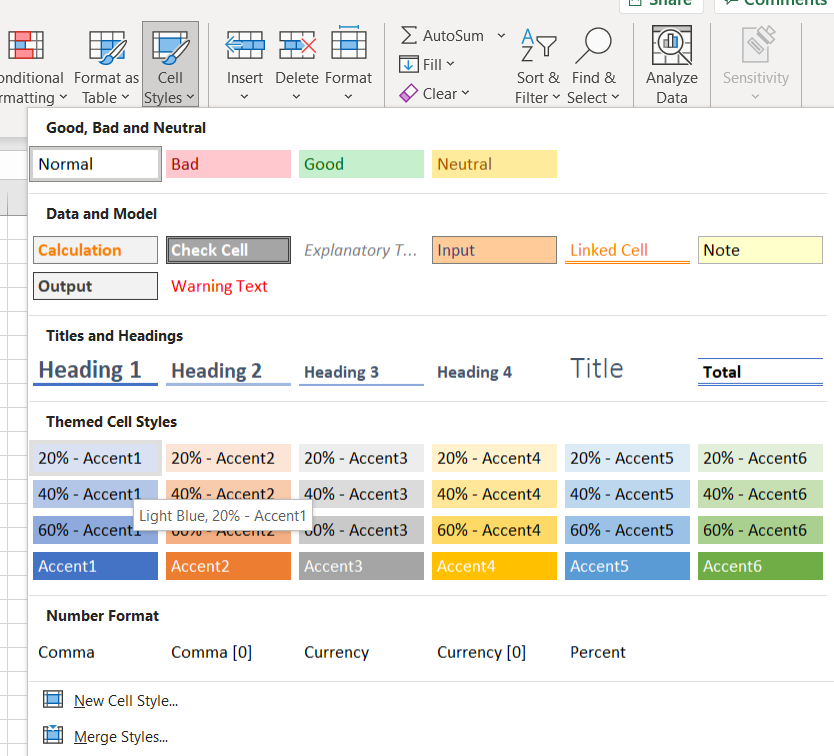 Share
Comments
onditional
rmatting
Format as
Table
Cell
Styles
Insert
Delete
Format
AutoSum
Fill
Clear
Sort &
Filter
Find &
Select
Analyze
Data
Sensitivity
Good, Bad and Neutral
Normal Bad Good Neutral
Data and Model
Calculation Check Cell Explanatory T... Input Linked Cell Note
Output Warning Text
Titles and Headings
Heading 1 Heading 2 Heading 3 Heading 4 Title Total
Themed Cell Styles
20% - Accent1 20% - Accent2 20% - Accent3 20% - Accent4 20% - Accent5 20% - Accent6
40% - Accent1 40% - Accent2 40% - Accent3 40% - Accent4 40% - Accent5 40% - Accent6
Light Blue, 20% - Accent1
60% - Accent1 60% - Accent2 60% - Accent3 60% - Accent4 60% - Accent5 60% - Accent6
Accent1 Accent2 Accent3 Accent4 Accent5 Accent6
Number Format
Comma Comma [0] Currency Currency [0] Percent
New Cell Style...
Merge Styles...